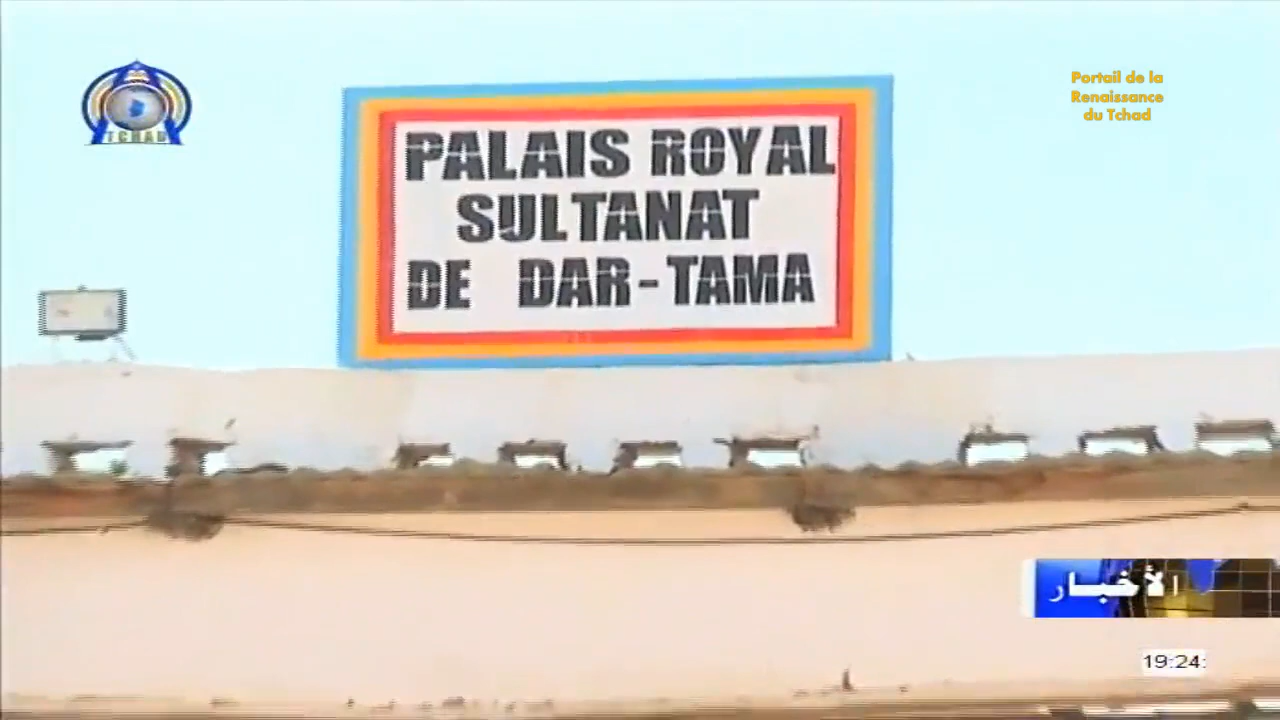 TCHAD
Portail de la
Renaissance
du Tchad
PALAIS ROYAL
SULTANAT
DE DAR-TAMA
الأخبار
19:24: